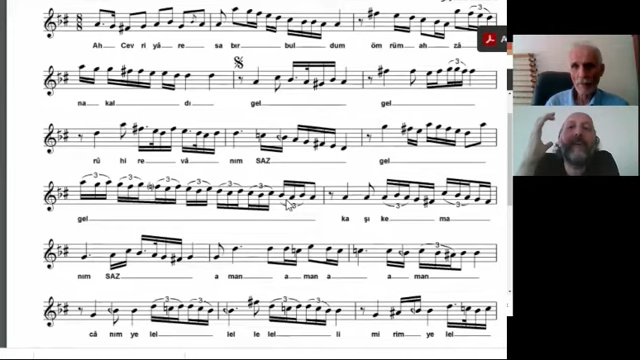 Ah Cev ri yâ re sa bır bul dum öm rüm ah zâ
na kal dı gel gel
rû hi re vâ nım SAZ gel
gel ka şı ke ma
nım SAZ a man a man a a man
câ nım ye lel lel le lel li mi rim ye lel